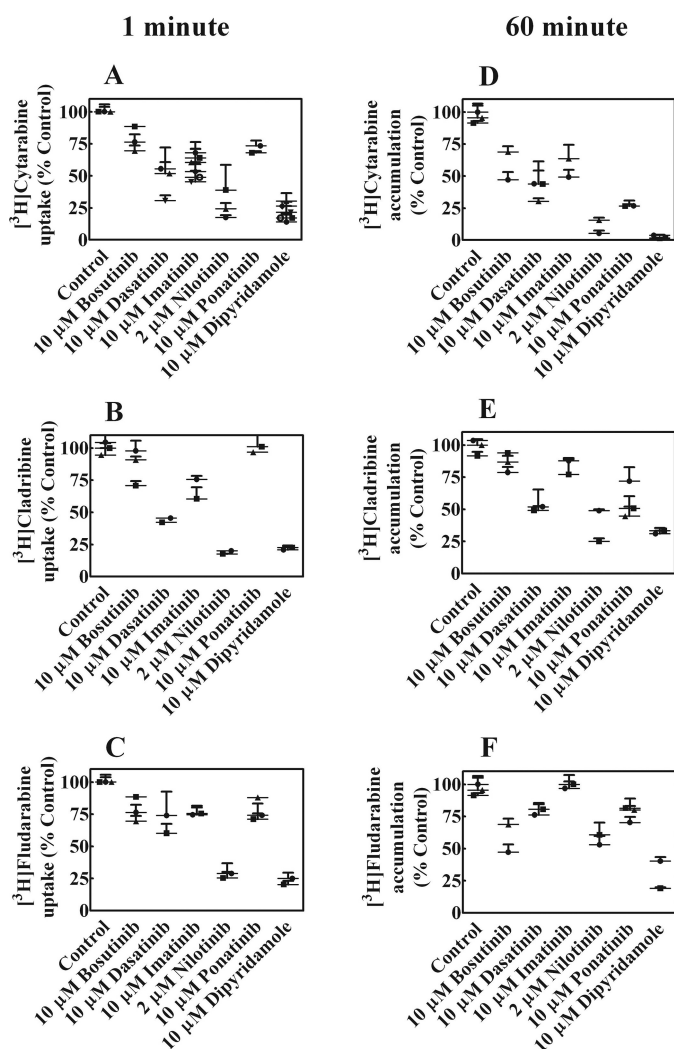 1 minute
60 minute
A
[³H]Cytarabine
uptake (% Control)
100
75
50
25
0
Control
10 μM Bosutinib
10 μM Dasatinib
10 μM Imatinib
2 μM Nilotinib
10 μM Ponatinib
10 μM Dipyridamole
D
[³H]Cytarabine
accumulation
(% Control)
100
75
50
25
0
Control
10 μM Bosutinib
10 μM Dasatinib
10 μM Imatinib
2 μM Nilotinib
10 μM Ponatinib
10 μM Dipyridamole
B
[³H]Cladribine
uptake (% Control)
100
75
50
25
0
Control
10 μM Bosutinib
10 μM Dasatinib
10 μM Imatinib
2 μM Nilotinib
10 μM Ponatinib
10 μM Dipyridamole
E
[³H]Cladribine
accumulation
(% Control)
100
75
50
25
0
Control
10 μM Bosutinib
10 μM Dasatinib
10 μM Imatinib
2 μM Nilotinib
10 μM Ponatinib
10 μM Dipyridamole
C
[³H]Fludarabine
uptake (% Control)
100
75
50
25
0
Control
10 μM Bosutinib
10 μM Dasatinib
10 μM Imatinib
2 μM Nilotinib
10 μM Ponatinib
10 μM Dipyridamole
F
[³H]Fludarabine
accumulation
(% Control)
100
75
50
25
0
Control
10 μM Bosutinib
10 μM Dasatinib
10 μM Imatinib
2 μM Nilotinib
10 μM Ponatinib
10 μM Dipyridamole